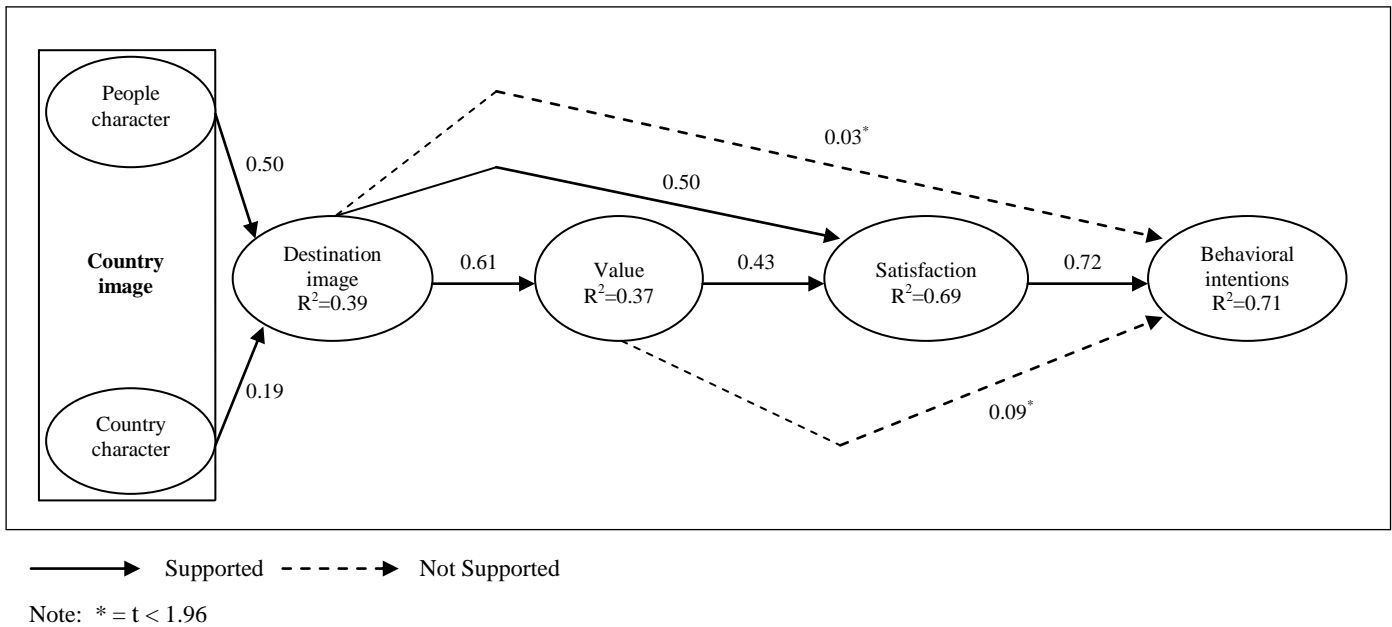 People
character
0.50
Country
image
Country
character
0.19
Destination
image
R²=0.39
0.61
Value
R²=0.37
0.43
Satisfaction
R²=0.69
0.72
Behavioral
intentions
R²=0.71
0.03*
0.50
0.09*
Supported
Not Supported
Note: * = t < 1.96